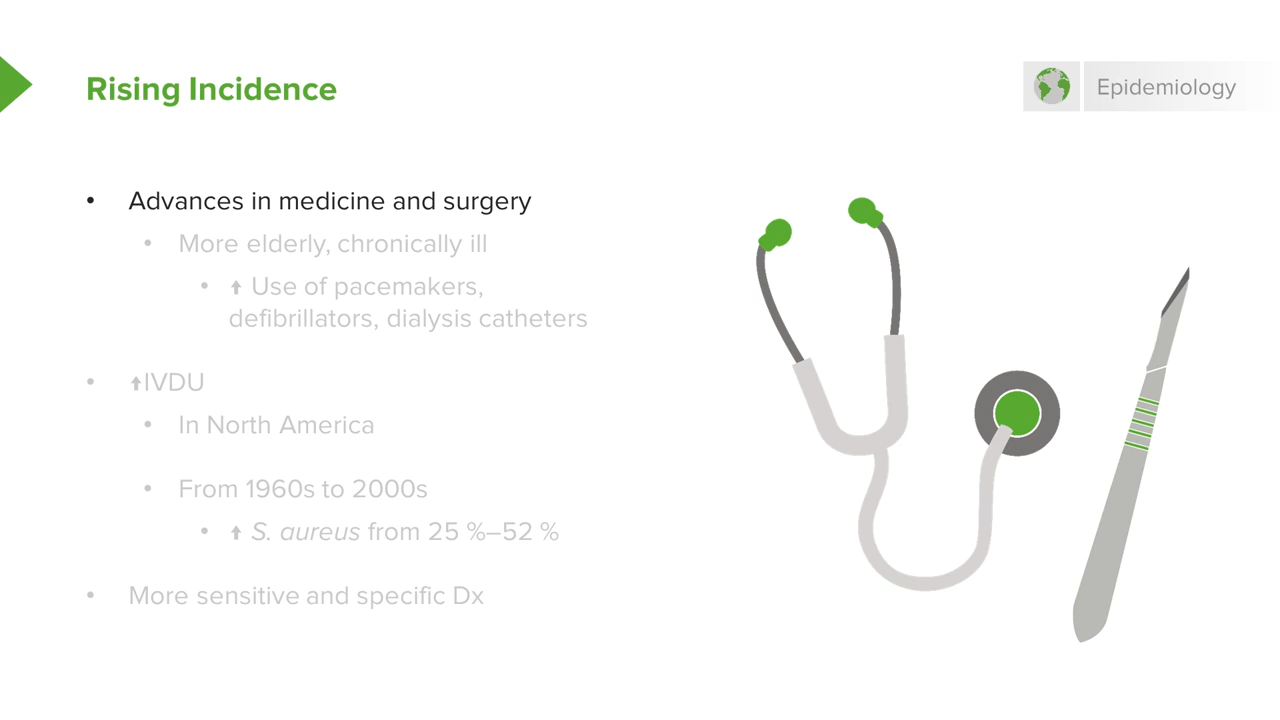 Rising Incidence
Epidemiology
• Advances in medicine and surgery
• More elderly, chronically ill
• ⬆ Use of pacemakers,
defibrillators, dialysis catheters
• ⬆IVDU
• In North America
• From 1960s to 2000s
• ⬆ S. aureus from 25 %–52 %
• More sensitive and specific Dx